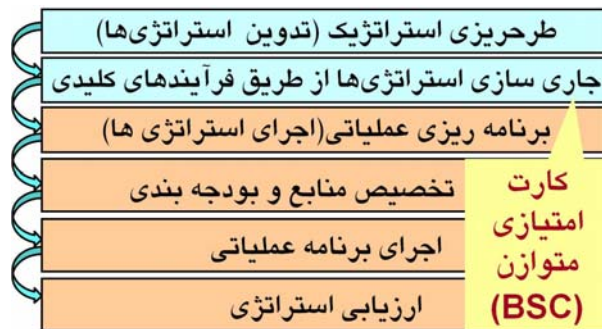 طرحریزی استراتژیک (تدوین استراتژی‌ها)
جاری سازی استراتژی‌ها از طریق فرآیندهای کلیدی
برنامه ریزی عملیاتی(اجرای استراتژی ها)
تخصیص منابع و بودجه بندی
اجرای برنامه عملیاتی
ارزیابی استراتژی
کارت
امتیازی
متوازن
(BSC)